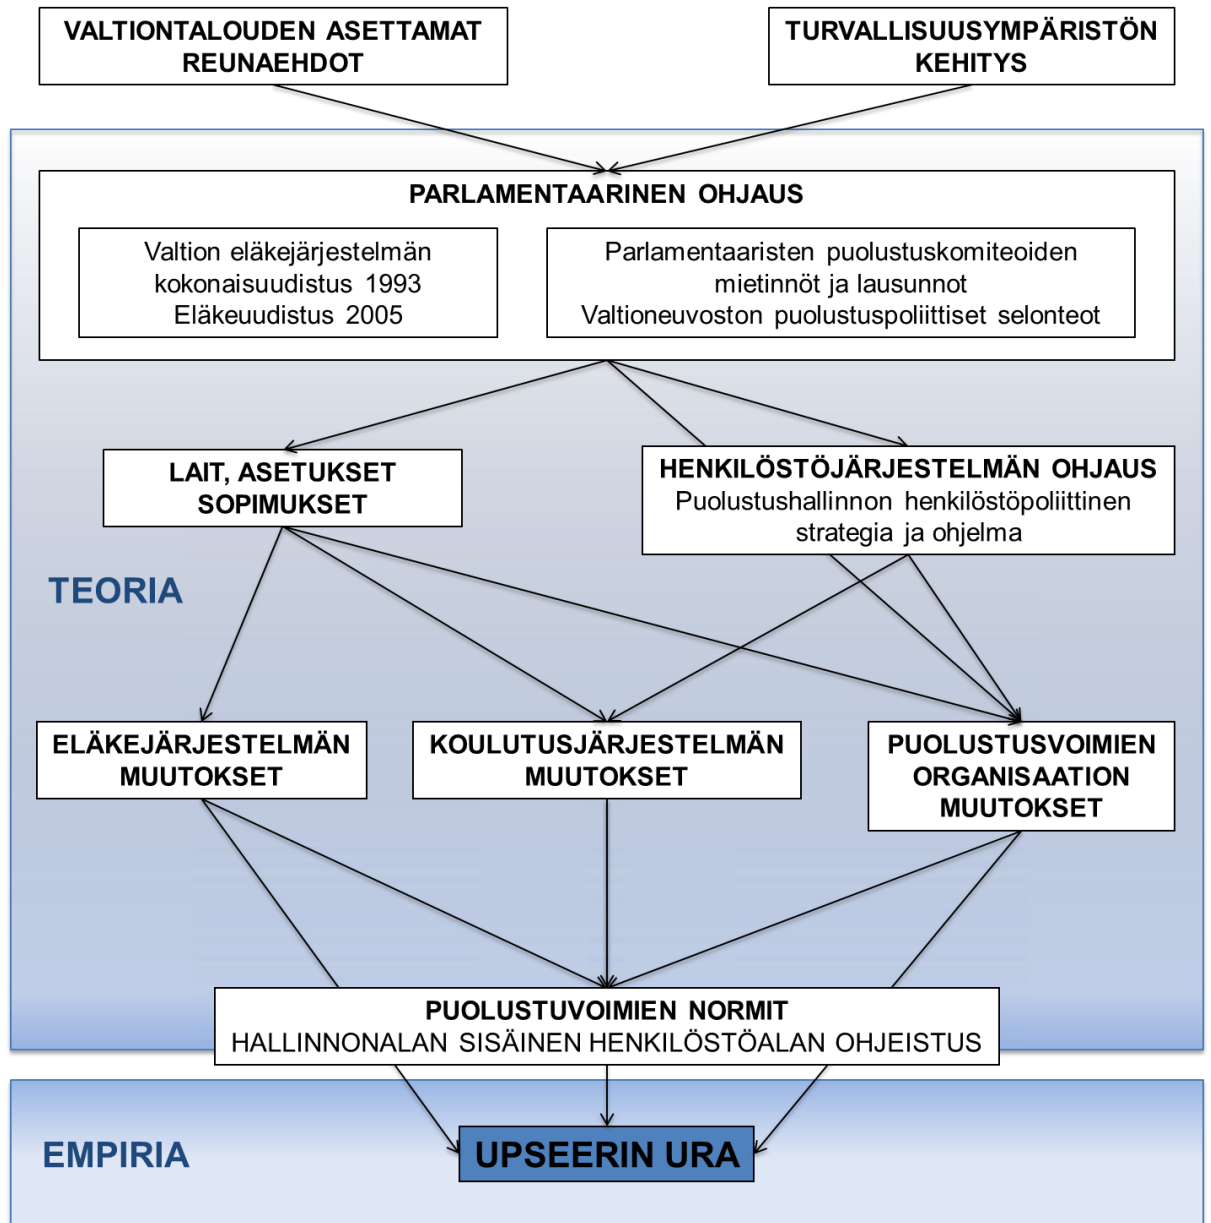 VALTIONTALOUDEN ASETTAMAT
REUNAEHDOT
TURVALLISUUSYMPÄRISTÖN
KEHITYS
PARLAMENTAARINEN OHJAUS
Valtion eläkejärjestelmän
kokonaisuudistus 1993
Eläkeuudistus 2005
Parlamentaaristen puolustuskomiteoiden
mietinnöt ja lausunnot
Valtioneuvoston puolustuspoliittiset selonteot
LAIT, ASETUKSET
SOPIMUKSET
HENKILÖSTÖJÄRJESTELMÄN OHJAUS
Puolustushallinnon henkilöstöpoliittinen
strategia ja ohjelma
TEORIA
ELÄKEJÄRJESTELMÄN
MUUTOKSET
KOULUTUSJÄRJESTELMÄN
MUUTOKSET
PUOLUSTUSVOIMIEN
ORGANISAATION
MUUTOKSET
PUOLUSTUVOIMIEN NORMIT
HALLINNONALAN SISÄINEN HENKILÖSTÖALAN OHJEISTUS
EMPIRIA
UPSEERIN URA